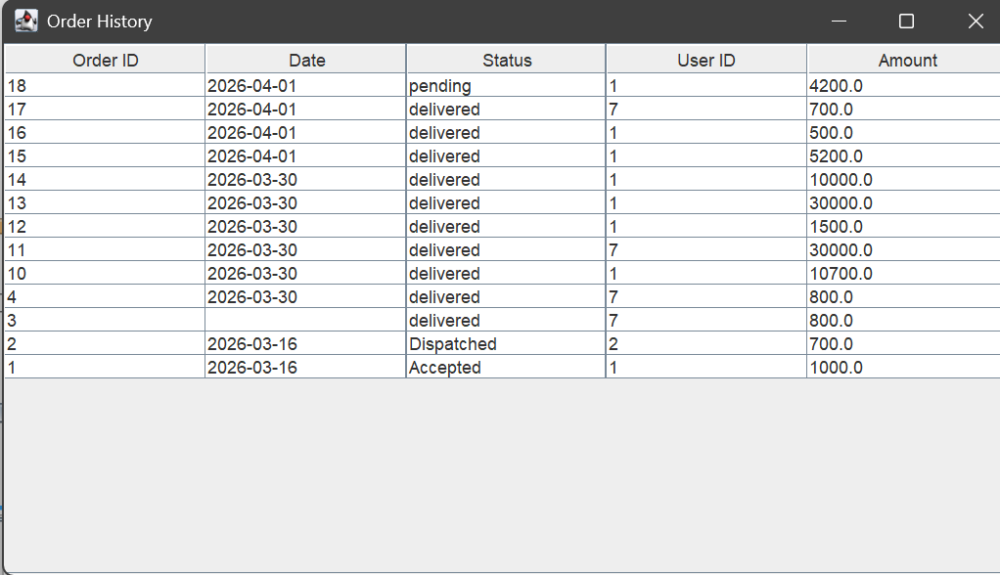 Order History
Order ID Date Status User ID Amount
18 2026-04-01 pending 1 4200.0
17 2026-04-01 delivered 7 700.0
16 2026-04-01 delivered 1 500.0
15 2026-04-01 delivered 1 5200.0
14 2026-03-30 delivered 1 10000.0
13 2026-03-30 delivered 1 30000.0
12 2026-03-30 delivered 1 1500.0
11 2026-03-30 delivered 7 30000.0
10 2026-03-30 delivered 1 10700.0
4 2026-03-30 delivered 7 800.0
3 delivered 7 800.0
2 2026-03-16 Dispatched 2 700.0
1 2026-03-16 Accepted 1 1000.0